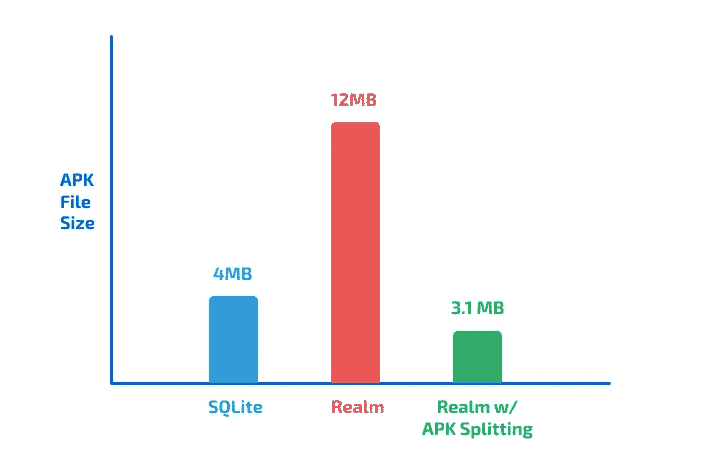 12MB
APK
File
Size
4MB
3.1 MB
SQLite
Realm
Realm w/
APK Splitting